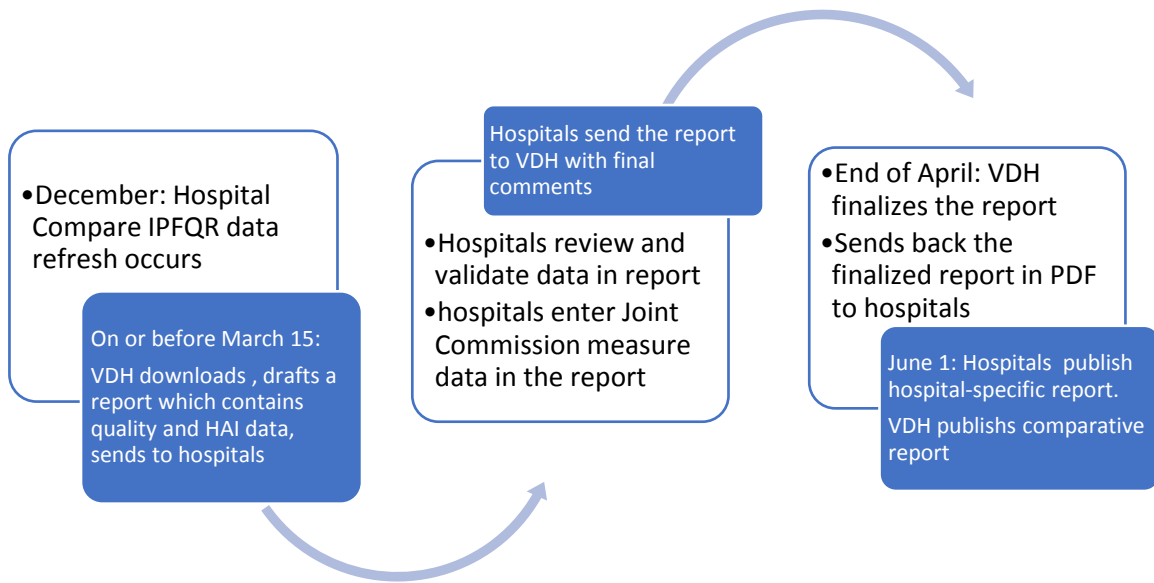 •December: Hospital
Compare IPFQR data
refresh occurs
On or before March 15:
VDH downloads , drafts a
report which contains
quality and HAI data,
sends to hospitals
Hospitals send the report
to VDH with final
comments
•Hospitals review and
validate data in report
•hospitals enter Joint
Commission measure
data in the report
•End of April: VDH
finalizes the report
•Sends back the
finalized report in PDF
to hospitals
June 1: Hospitals  publish
hospital-specific report.
VDH publishs comparative
report